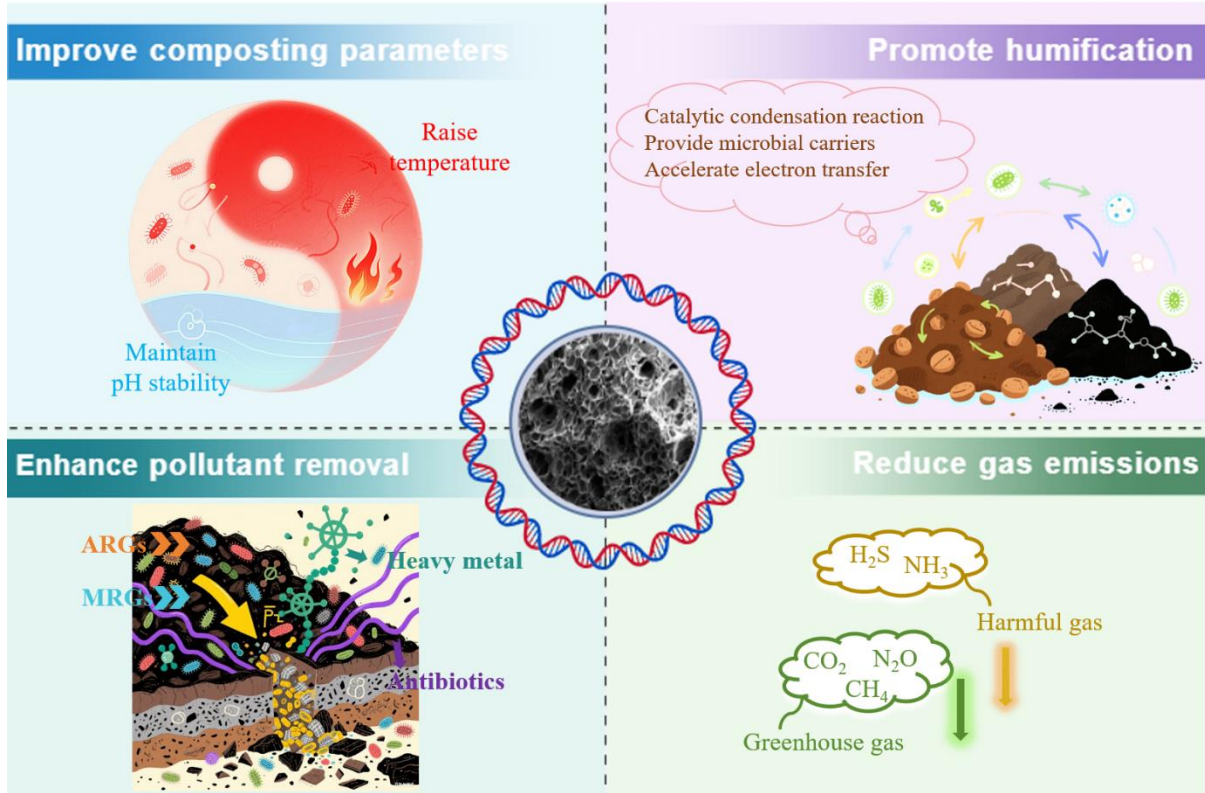 Improve composting parameters
Raise
temperature
Maintain
pH stability
Promote humification
Catalytic condensation reaction
Provide microbial carriers
Accelerate electron transfer
Enhance pollutant removal
ARGs
MRGs
Heavy metal
Antibiotics
Reduce gas emissions
H₂S NH₃
Harmful gas
CO₂ N₂O
CH₄
Greenhouse gas